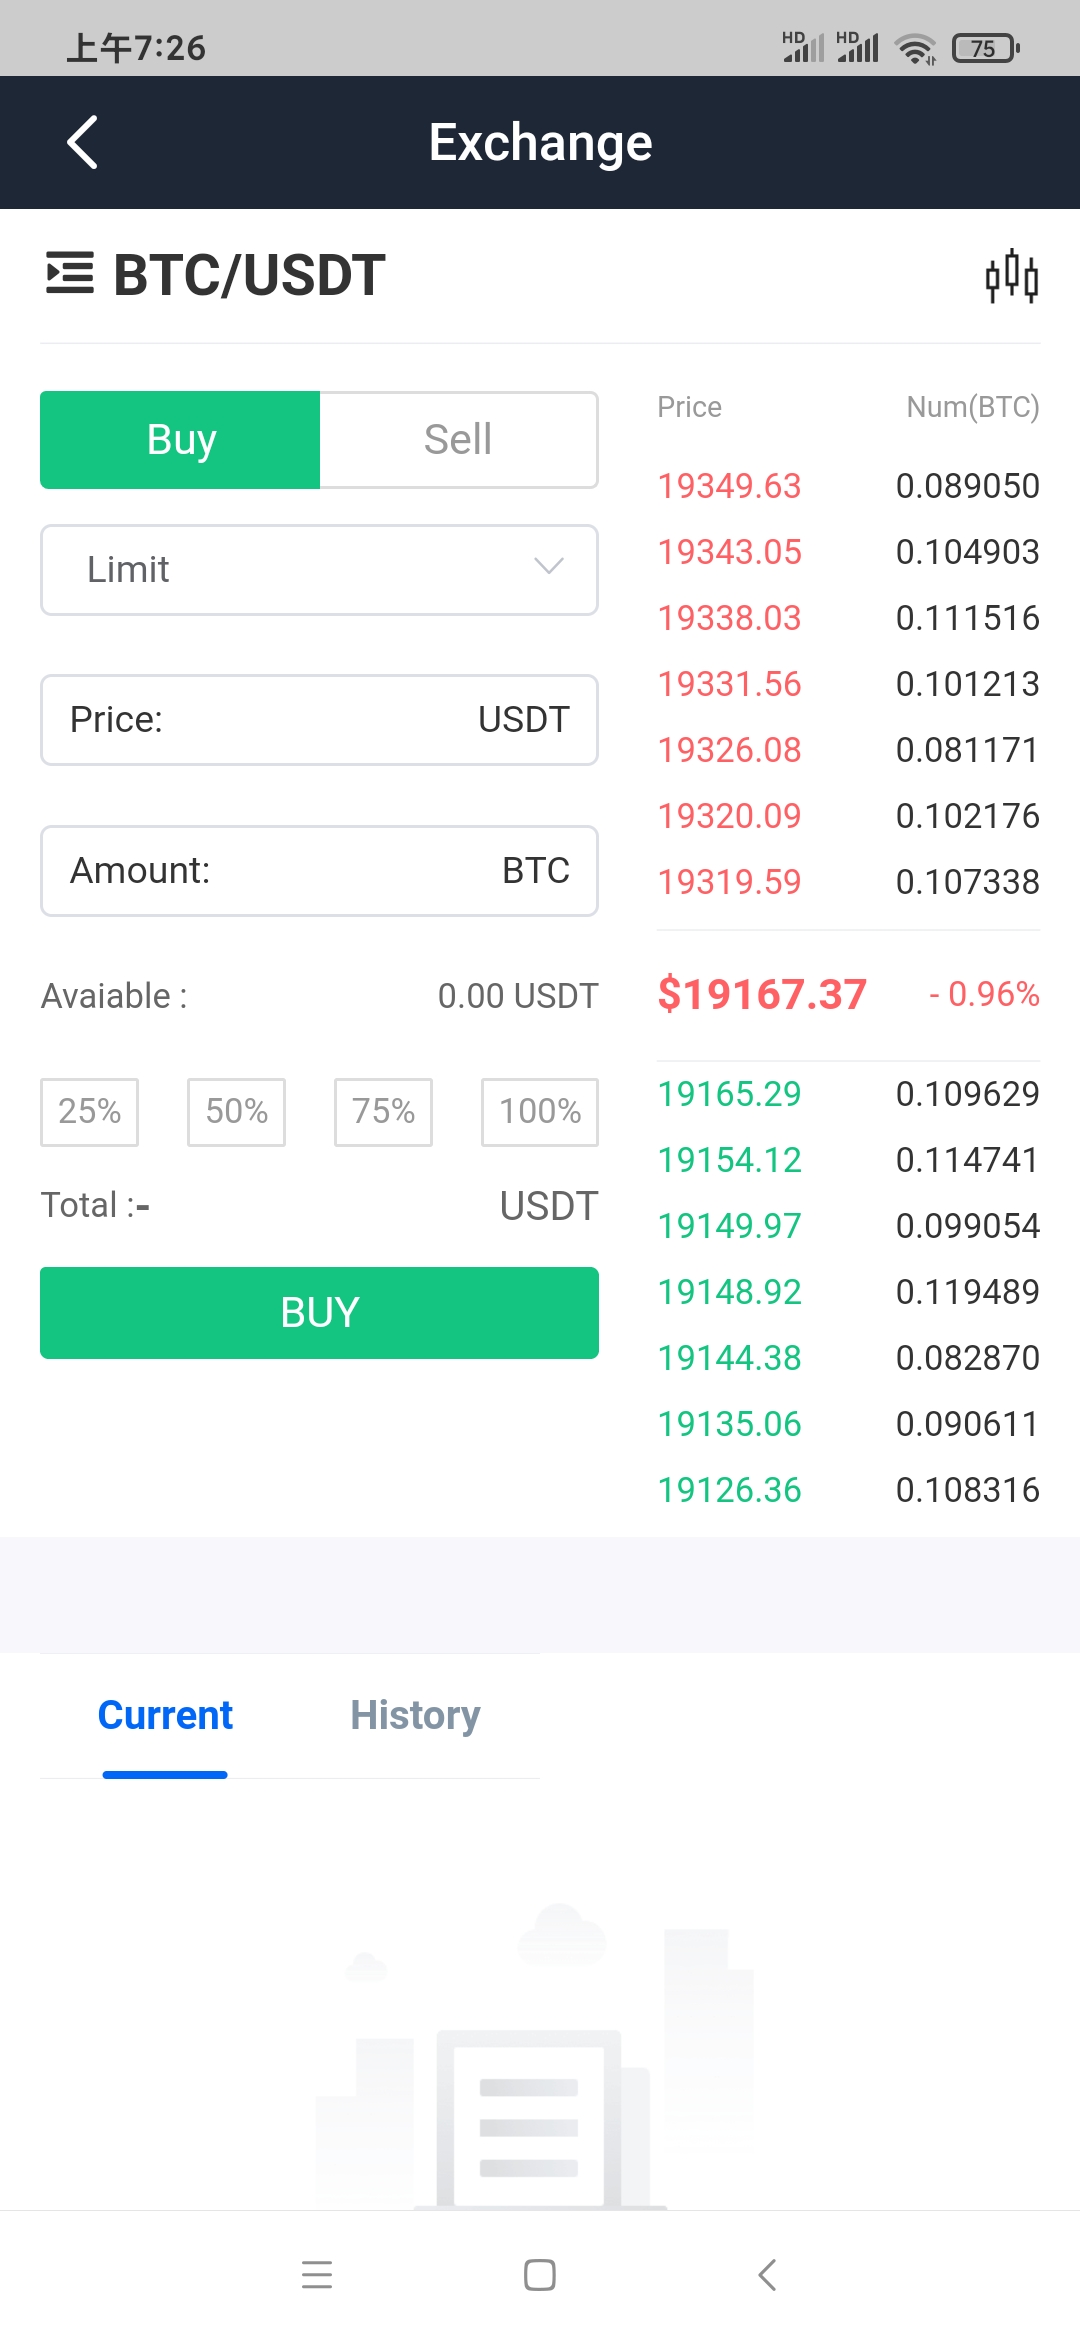 上午7:26
HD HD 75
Exchange
BTC/USDT
Buy Sell
Limit
Price: USDT
Amount: BTC
Avaiable : 0.00 USDT
25% 50% 75% 100%
Total :- USDT
BUY
Price Num(BTC)
19349.63 0.089050
19343.05 0.104903
19338.03 0.111516
19331.56 0.101213
19326.08 0.081171
19320.09 0.102176
19319.59 0.107338
$19167.37 - 0.96%
19165.29 0.109629
19154.12 0.114741
19149.97 0.099054
19148.92 0.119489
19144.38 0.082870
19135.06 0.090611
19126.36 0.108316
Current History